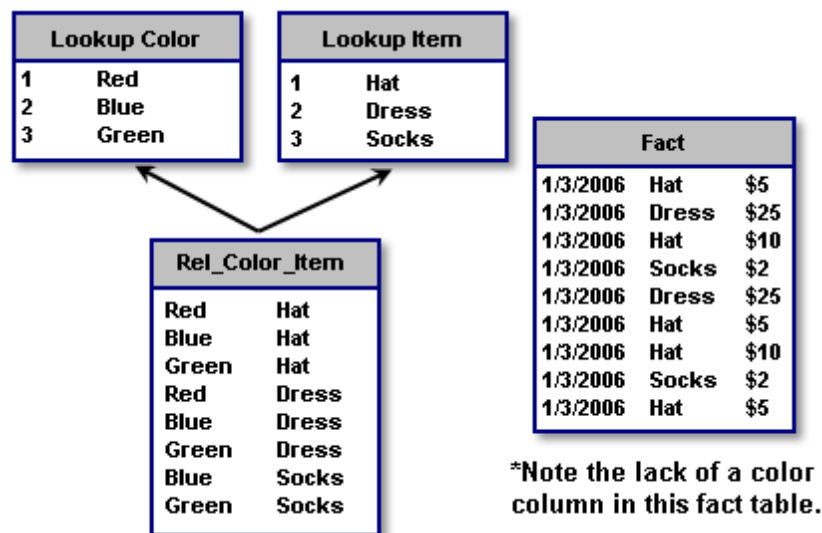 Lookup Color
1 Red
2 Blue
3 Green
Lookup Item
1 Hat
2 Dress
3 Socks
Rel_Color_Item
Red Hat
Blue Hat
Green Hat
Red Dress
Blue Dress
Green Dress
Blue Socks
Green Socks
Fact
1/3/2006 Hat $5
1/3/2006 Dress $25
1/3/2006 Hat $10
1/3/2006 Socks $2
1/3/2006 Dress $25
1/3/2006 Hat $5
1/3/2006 Hat $10
1/3/2006 Socks $2
1/3/2006 Hat $5
*Note the lack of a color
column in this fact table.